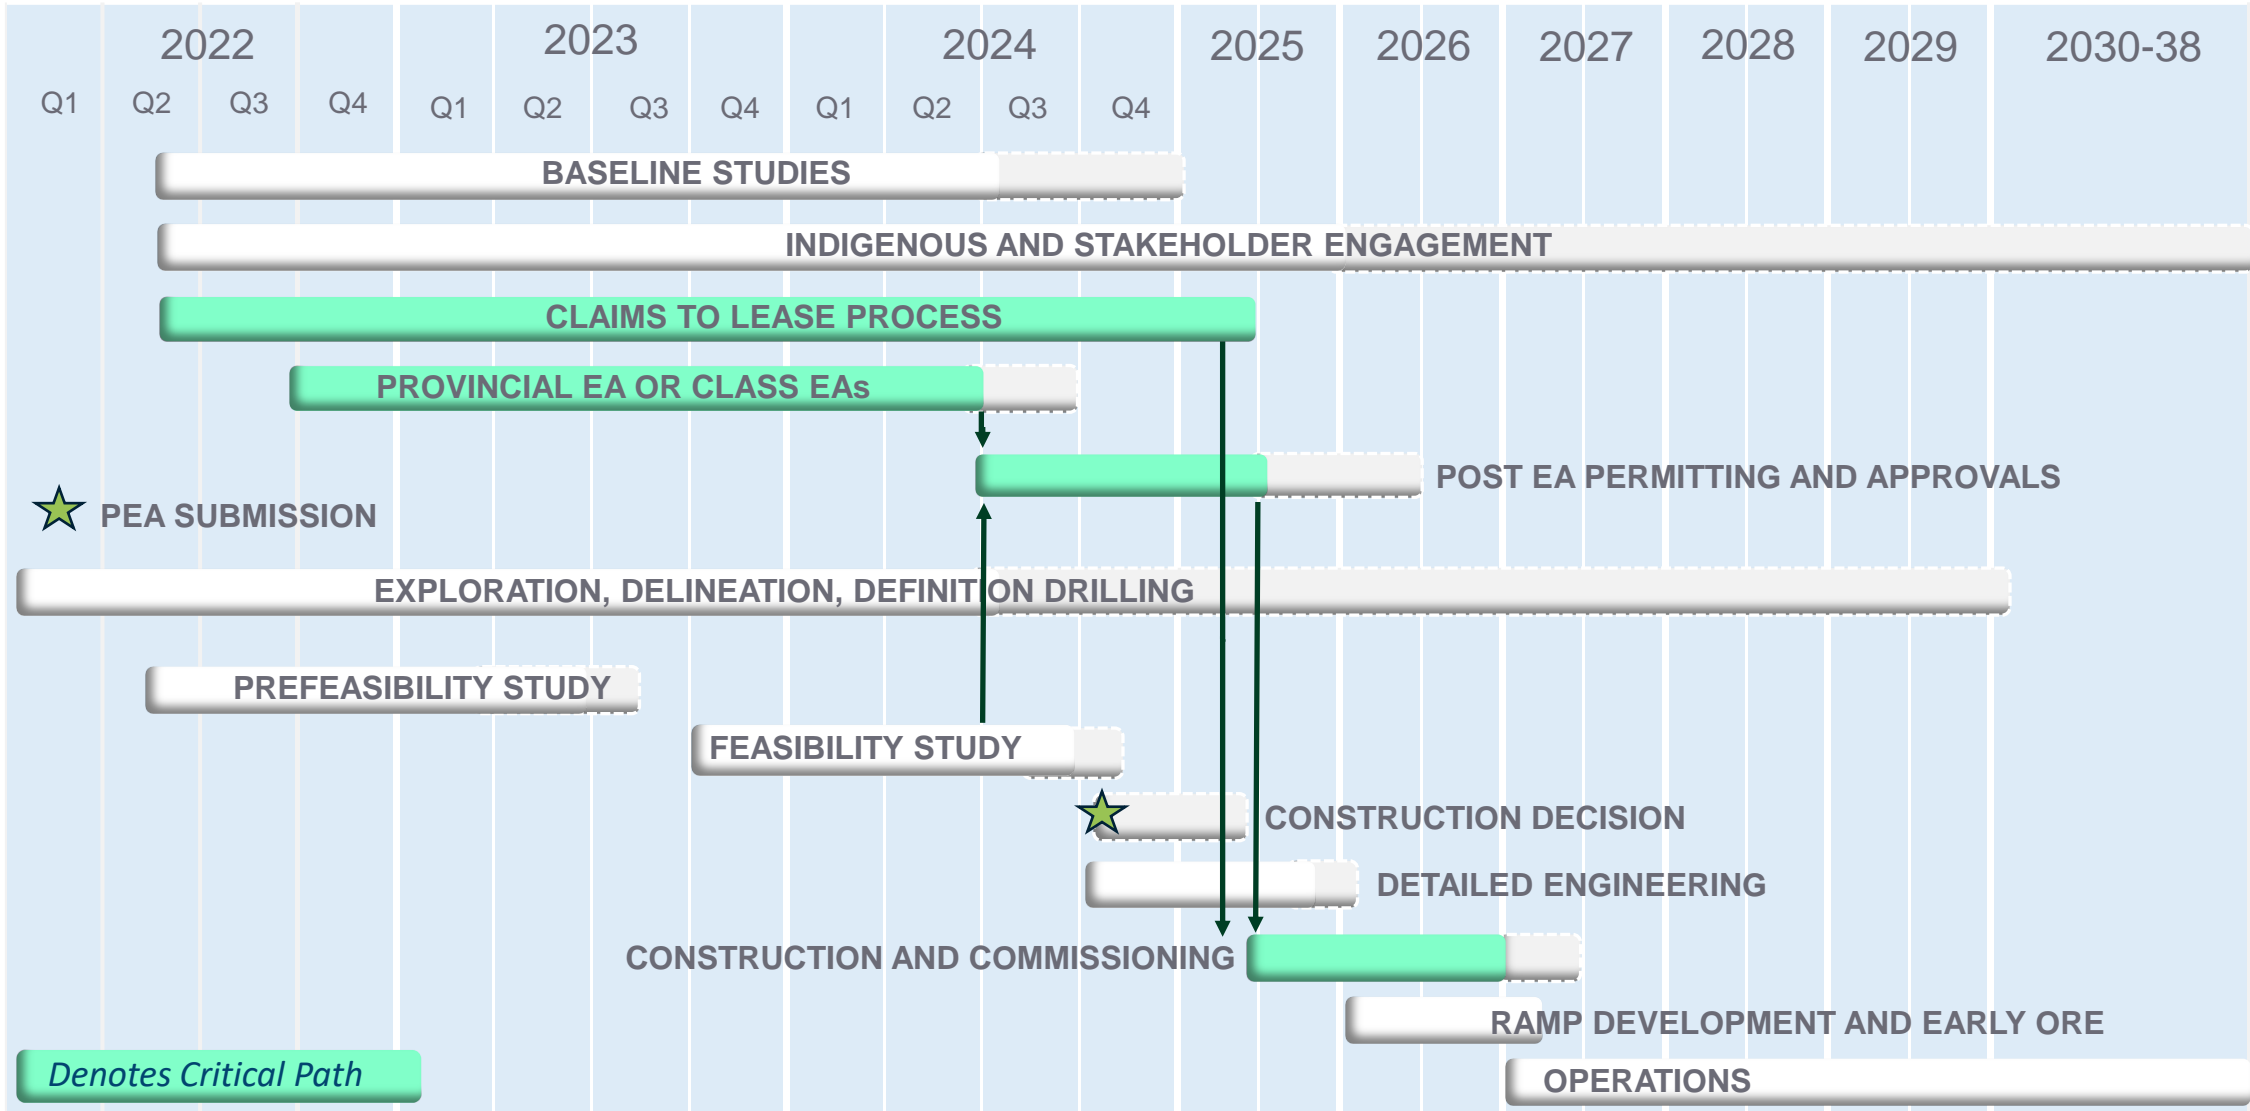 2022 2023 2024 2025 2026 2027 2028 2029 2030-38
Q1 Q2 Q3 Q4 Q1 Q2 Q3 Q4 Q1 Q2 Q3 Q4
BASELINE STUDIES
INDIGENOUS AND STAKEHOLDER ENGAGEMENT
CLAIMS TO LEASE PROCESS
PROVINCIAL EA OR CLASS EAs
POST EA PERMITTING AND APPROVALS
PEA SUBMISSION
EXPLORATION, DELINEATION, DEFINITION DRILLING
PREFEASIBILITY STUDY
FEASIBILITY STUDY
CONSTRUCTION DECISION
DETAILED ENGINEERING
CONSTRUCTION AND COMMISSIONING
RAMP DEVELOPMENT AND EARLY ORE
Denotes Critical Path
OPERATIONS